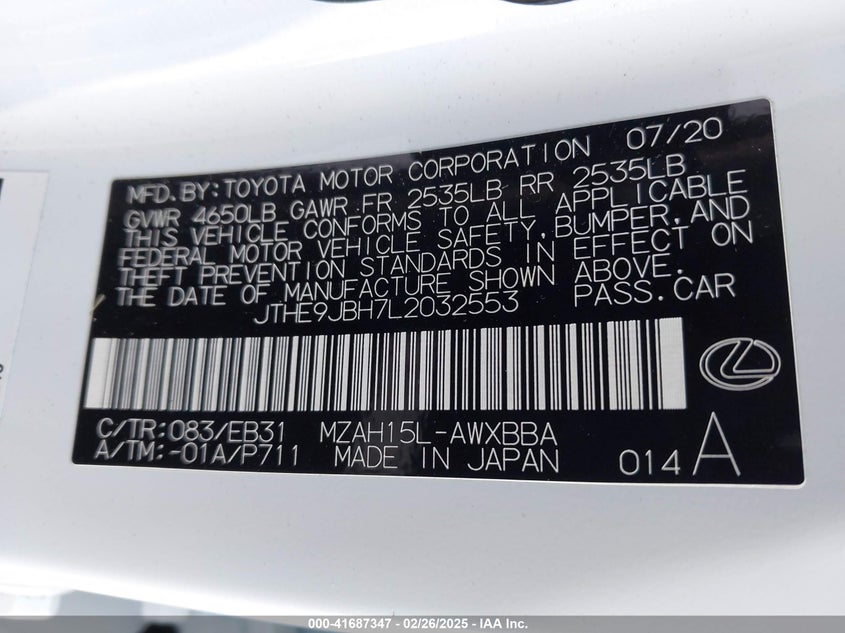 MFD.BY:TOYOTA MOTOR CORPORATION 07/20
GVWR 4650LB GAWR FR 2535LB RR 2535LB
THIS VEHICLE CONFORMS TO ALL APPLICABLE
FEDERAL MOTOR VEHICLE SAFETY,BUMPER,AND
THEFT PREVENTION STANDARDS IN EFFECT ON
THE DATE OF MANUFACTURE SHOWN ABOVE.
JTHE9JBH7L2032553 PASS.CAR
C/TR:083/EB31 MZAH15L-AWXBBA
A/TM:-01A/P711 MADE IN JAPAN 014A
000-41687347 - 02/26/2025 - IAA Inc.